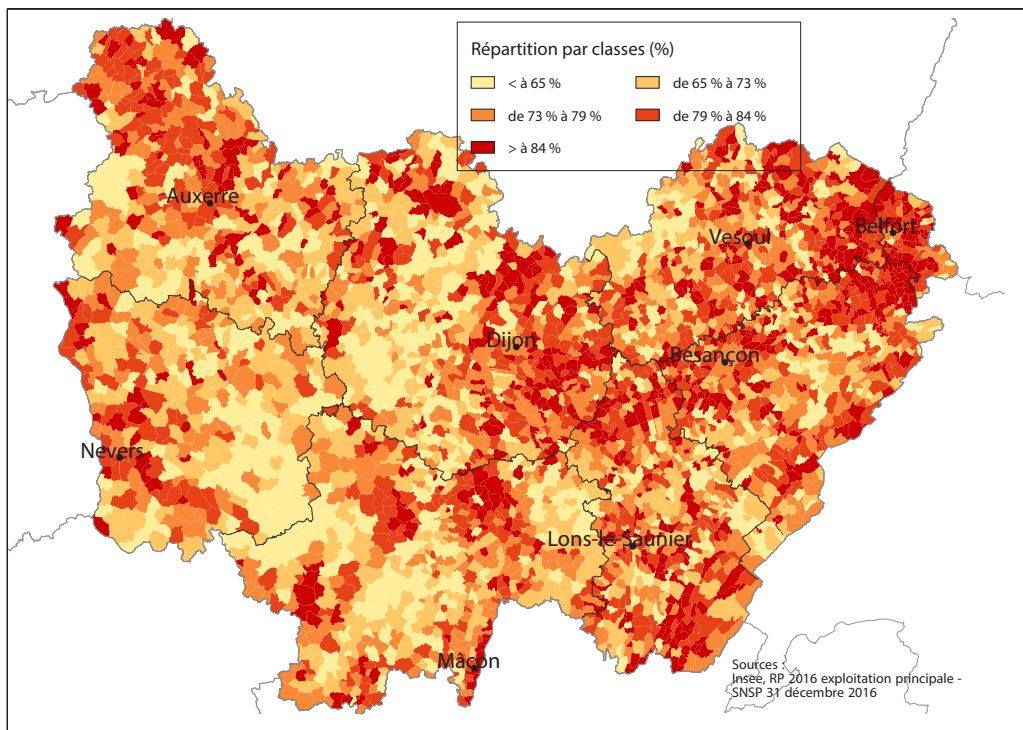 Répartition par classes (%)
< à 65 %
de 65 % à 73 %
de 73 % à 79 %
de 79 % à 84 %
> à 84 %
Auxerre
Belfort
Vesoul
Dijon
Besançon
Nevers
Lons-le-Saunier
Mâcon
Sources :
Insee, RP 2016 exploitation principale -
SNSP 31 décembre 2016